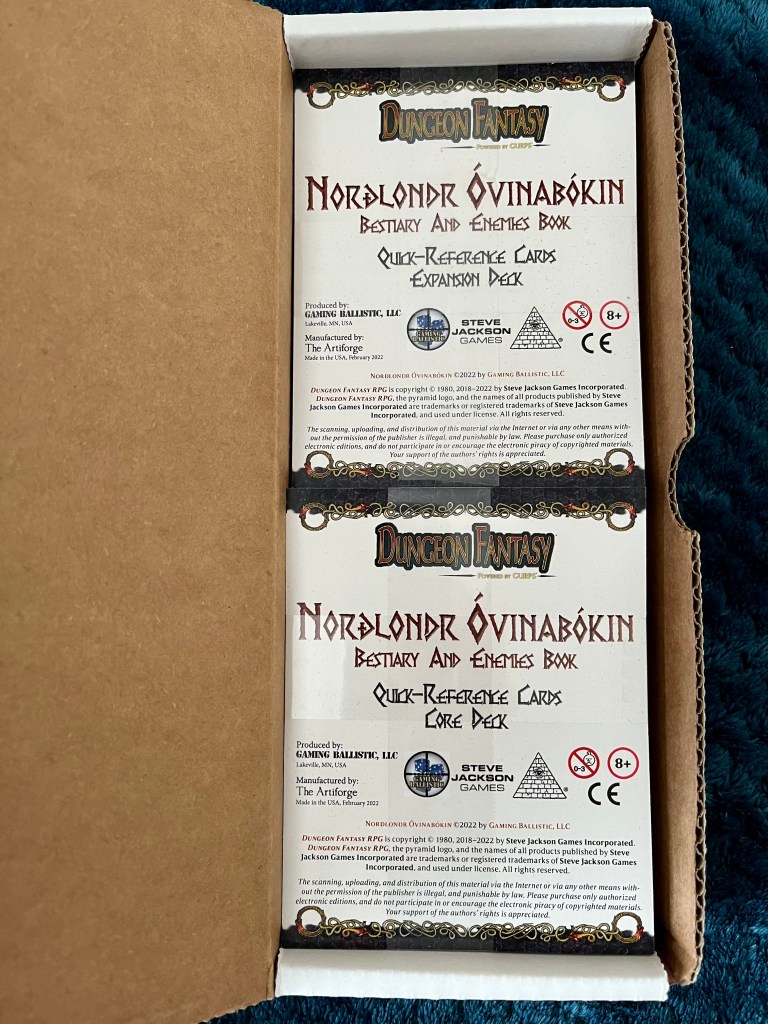 DUNGEON FANTASY
POWERED BY GURPS
NORÐLONDR ÓVINABÓKIN
BESTIARY AND ENEMIES BOOK
QUICK-REFERENCE CARDS
EXPANSION DECK
Produced by:
GAMING BALLISTIC, LLC
Lakeville, MN, USA
Manufactured by:
The Artiforge
Made in the USA, February 2022
GAMING BALLISTIC
STEVE JACKSON GAMES
®
0-3
8+
CE
NORÐLONDR ÓVINABÓKIN ©2022 by GAMING BALLISTIC, LLC
DUNGEON FANTASY RPG is copyright © 1980, 2018–2022 by Steve Jackson Games Incorporated.
DUNGEON FANTASY RPG, the pyramid logo, and the names of all products published by Steve
Jackson Games Incorporated are trademarks or registered trademarks of Steve Jackson Games
Incorporated, and used under license. All rights reserved.
The scanning, uploading, and distribution of this material via the Internet or via any other means with-
out the permission of the publisher is illegal, and punishable by law. Please purchase only authorized
electronic editions, and do not participate in or encourage the electronic piracy of copyrighted materials.
Your support of the authors' rights is appreciated.
DUNGEON FANTASY
POWERED BY GURPS
NORÐLONDR ÓVINABÓKIN
BESTIARY AND ENEMIES BOOK
QUICK-REFERENCE CARDS
CORE DECK
Produced by:
GAMING BALLISTIC, LLC
Lakeville, MN, USA
Manufactured by:
The Artiforge
Made in the USA, February 2022
GAMING BALLISTIC
STEVE JACKSON GAMES
®
0-3
8+
CE
NORÐLONDR ÓVINABÓKIN ©2022 by GAMING BALLISTIC, LLC
DUNGEON FANTASY RPG is copyright © 1980, 2018–2022 by Steve Jackson Games Incorporated.
DUNGEON FANTASY RPG, the pyramid logo, and the names of all products published by Steve
Jackson Games Incorporated are trademarks or registered trademarks of Steve Jackson Games
Incorporated, and used under license. All rights reserved.
The scanning, uploading, and distribution of this material via the Internet or via any other means with-
out the permission of the publisher is illegal, and punishable by law. Please purchase only authorized
electronic editions, and do not participate in or encourage the electronic piracy of copyrighted materials.
Your support of the authors' rights is appreciated.